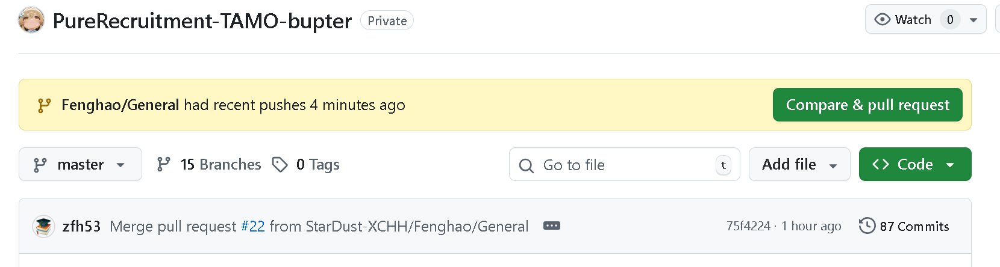 PureRecruitment-TAMO-bupter Private Watch 0
Fenghao/General had recent pushes 4 minutes ago Compare & pull request
master 15 Branches 0 Tags Go to file t Add file Code
zfh53 Merge pull request #22 from StarDust-XCHH/Fenghao/General 75f4224 · 1 hour ago 87 Commits